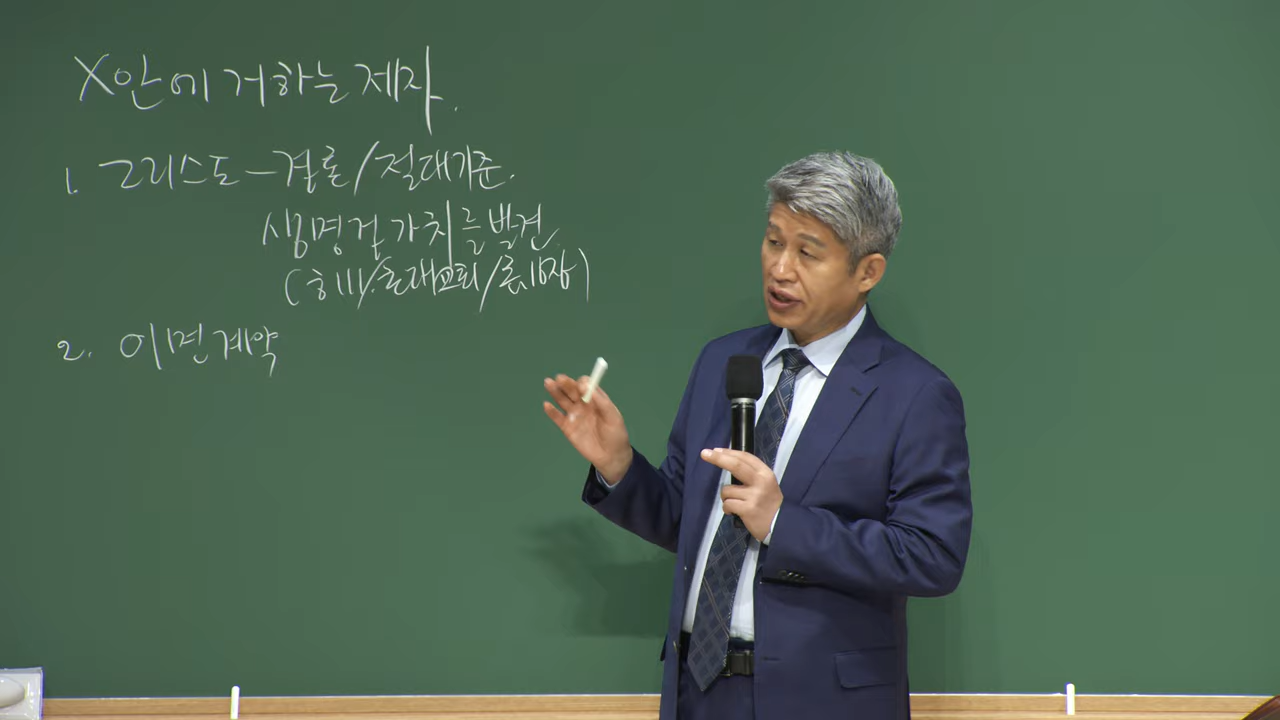 X안에 거하는 제자.
1. 그리스도 - 결론 / 절대기준.
생명걸 가치를 발견
(히11/초대교회/롬16장)
2. 이면계약